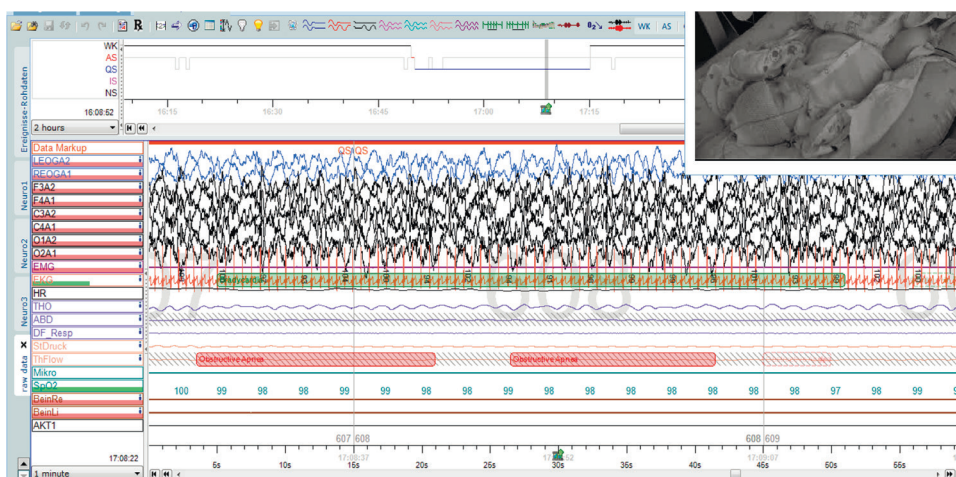 WK AS
WK
AS
QS
IS
NS
16:08:52
16:15 16:30 16:45 17:00 17:15
2 hours
Ereignisse-Rohdaten
Neuro1
Neuro2
Neuro3
raw data
Data Markup
QS QS
LEOGA2
REOGA1
F3A2
F4A1
C3A2
C4A1
O1A2
O2A1
EMG
EKG
HR
THO
ABD
DF_Resp
StDruck
ThFlow
Obstructive Apnea Obstructive Apnea
Mikro
SpO2
100 99 98 98 98 99 99 98 98 98 98 98 98 98 98 98 99 98 98 98 98 97 98 99
BeinRe
BeinLi
AKT1
607 608 608 609
17:08:22
17:08:37 17:09:07
5s 10s 15s 20s 25s 30s 35s 40s 45s 50s 55s
1 minute